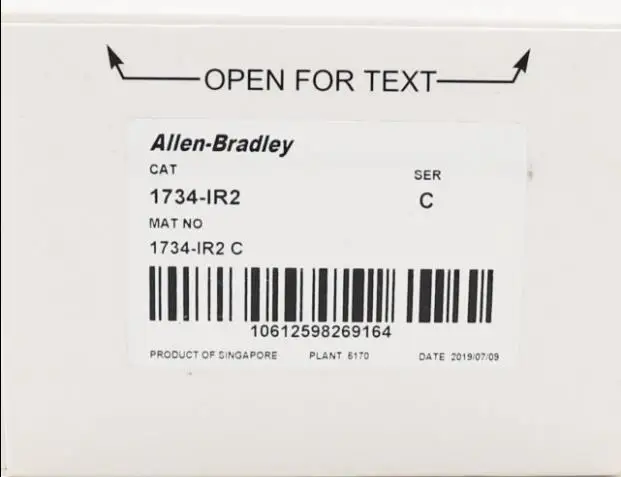 OPEN FOR TEXT
Allen-Bradley
CAT
SER
1734-IR2
C
MAT NO
1734-IR2 C
10612598269164
PRODUCT OF SINGAPORE PLANT 6170 DATE 2019/07/09